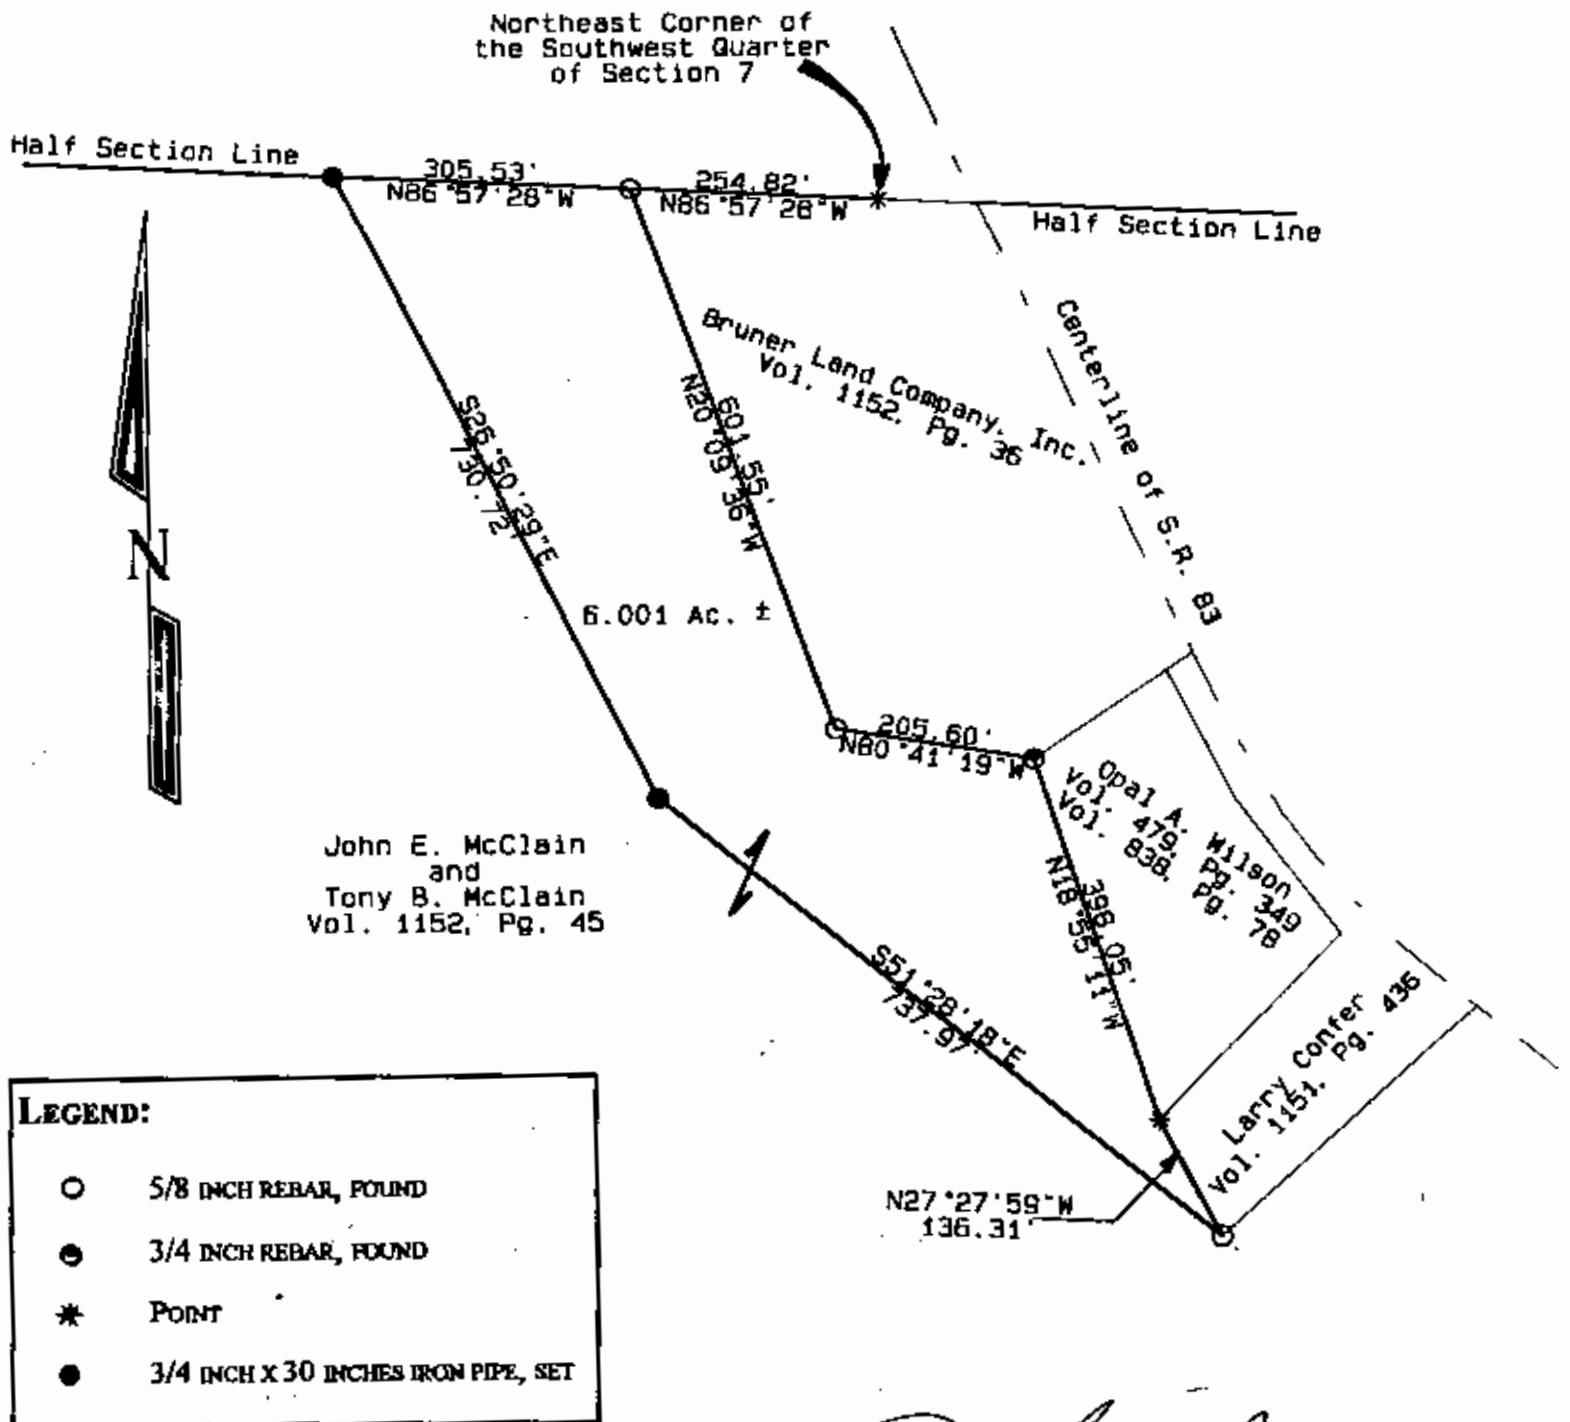 Northeast Corner of
the Southwest Quarter
of Section 7
Half Section Line
305.53'
N86°57'28"W
254.82'
N86°57'28"W
Half Section Line
Centerline of S.R. 83
Bruner Land Company, Inc.
Vol. 1152, Pg. 36
S26°50'29"E
730.72'
601.55'
N20°09'36"W
N
6.001 Ac. ±
205.60'
N80°41'19"W
Opal A. Wilson
Vol. 479, Pg. 349
Vol. 838, Pg. 78
John E. McClain
and
Tony B. McClain
Vol. 1152, Pg. 45
396.05'
N18°55'11"W
S51°28'18"E
737.97'
Larry Confer
Vol. 1151, Pg. 436
N27°27'59"W
136.31'
LEGEND:
5/8 INCH REBAR, FOUND
3/4 INCH REBAR, FOUND
POINT
3/4 INCH X 30 INCHES IRON PIPE, SET